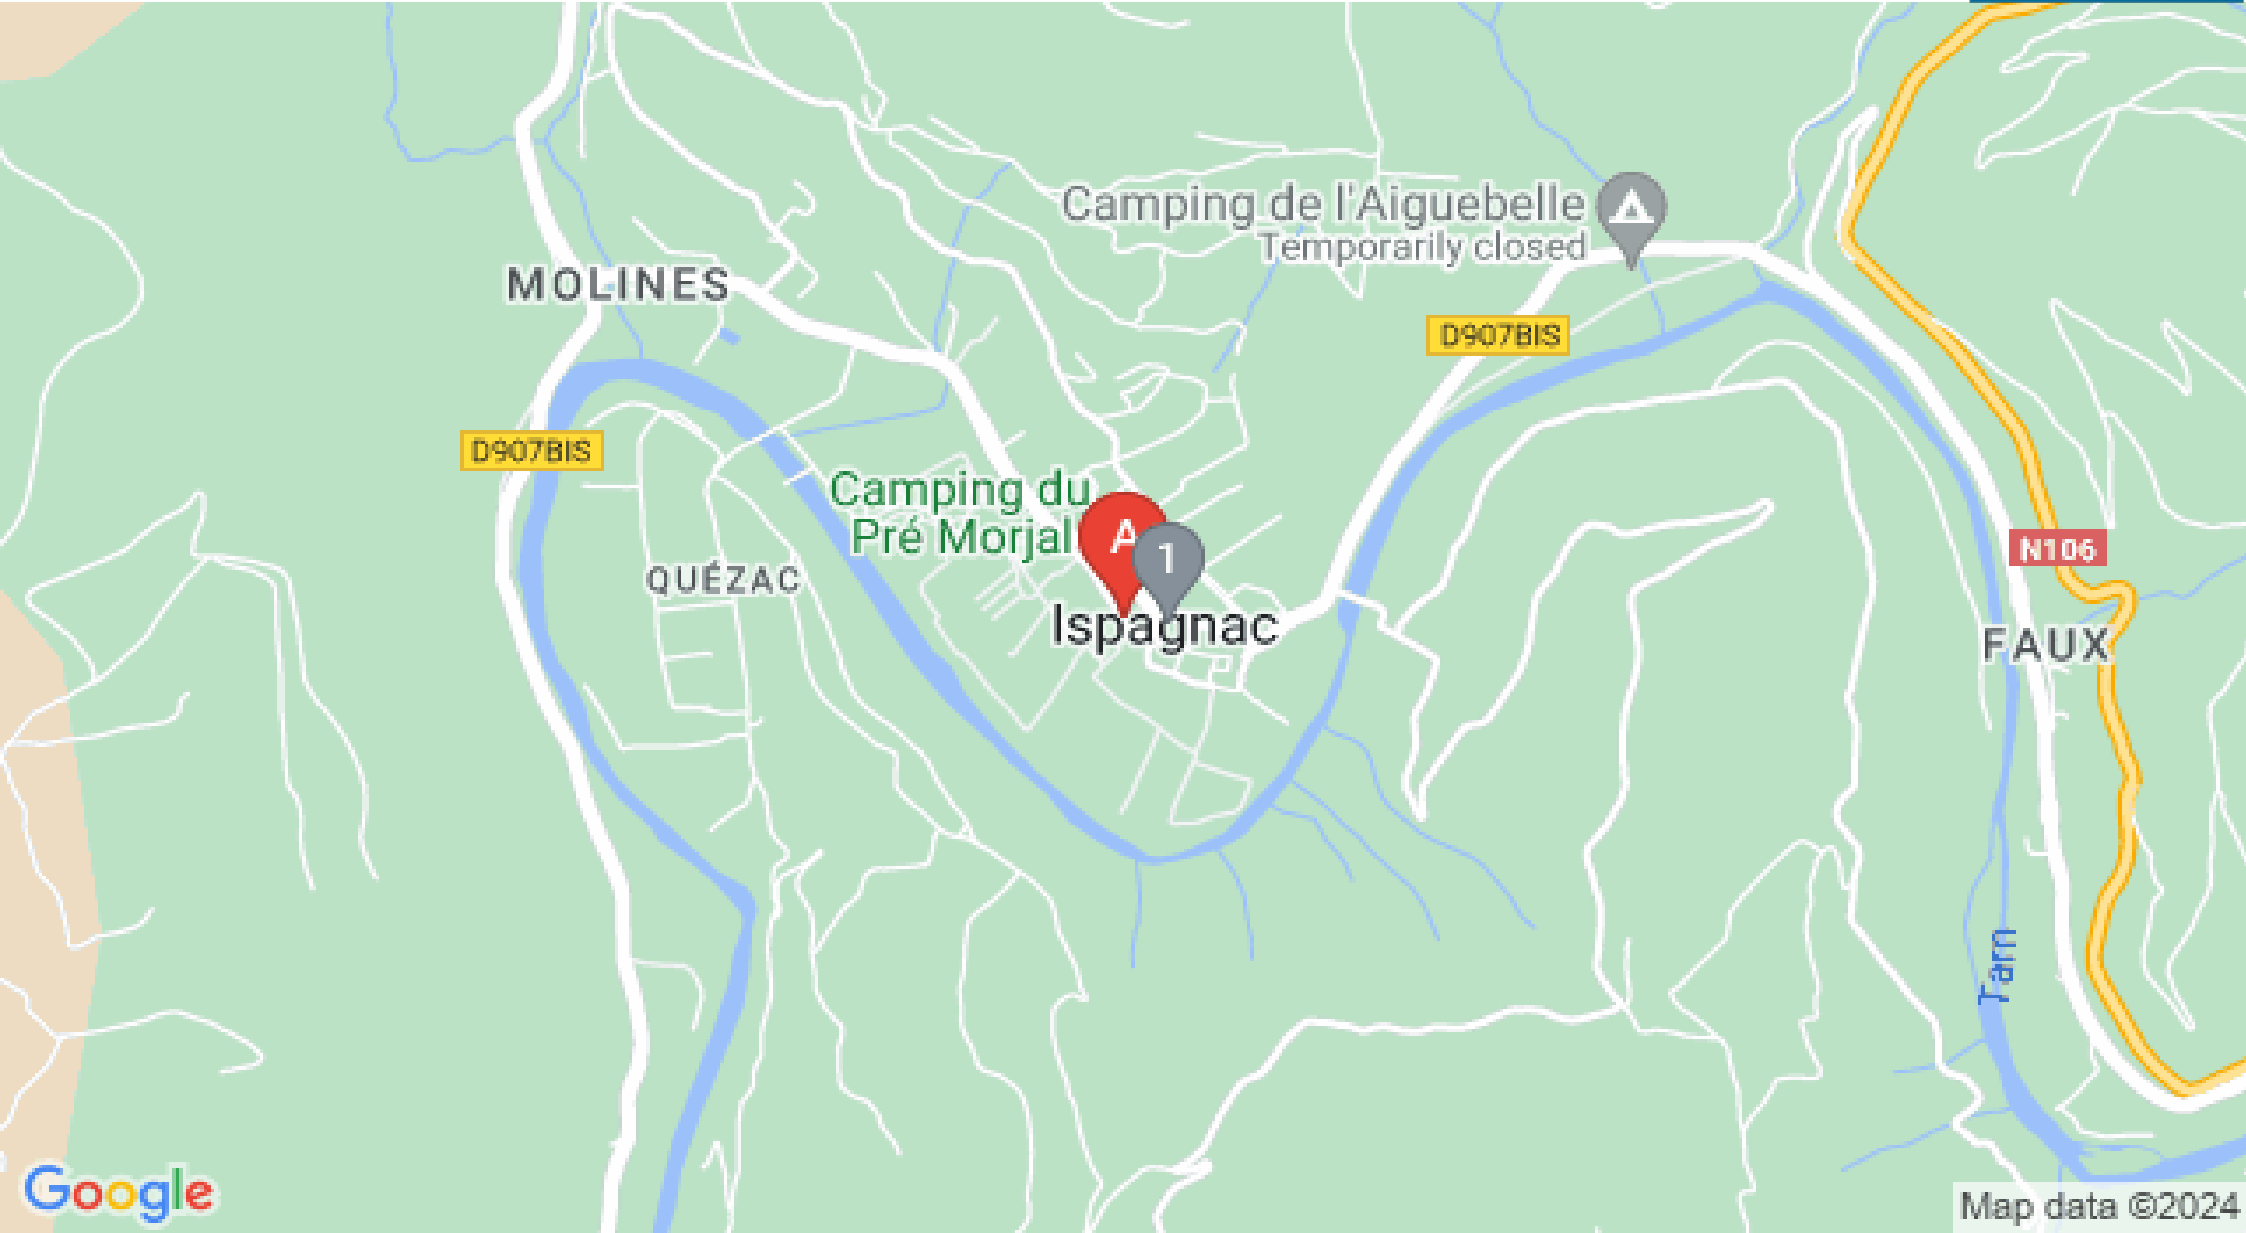 Camping de l'Aiguebelle
Temporarily closed
MOLINES
D907BIS
D907BIS
Camping du
Pré Morjal
A
1
N106
QUÉZAC
Ispagnac
FAUX
Tarn
Google
Map data ©2024